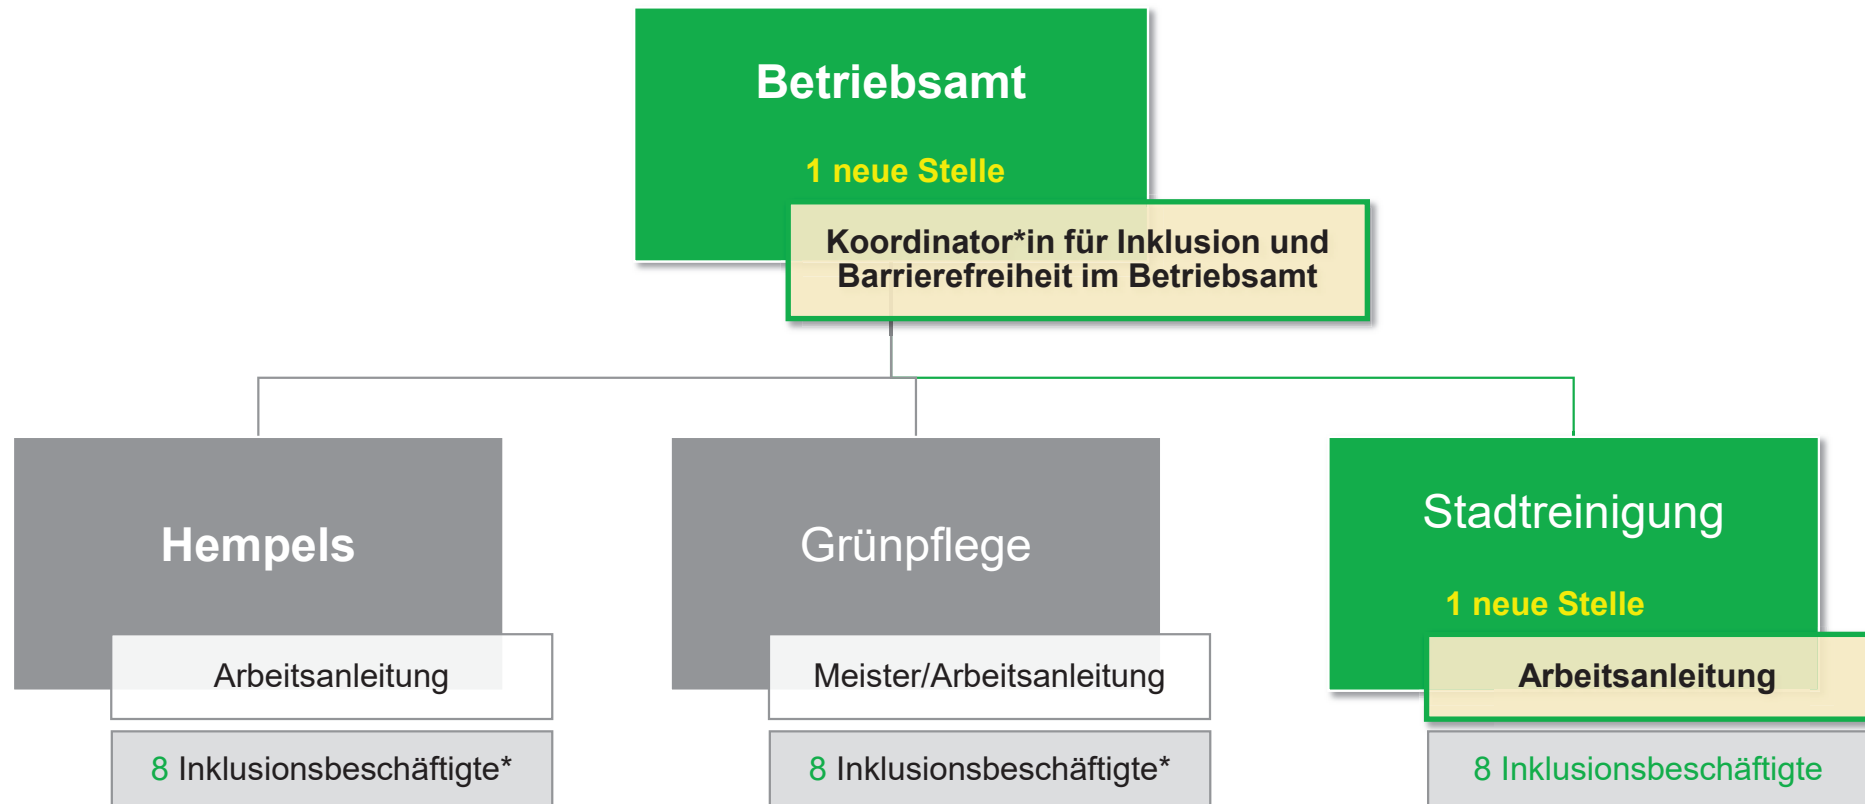 Betriebsamt
1 neue Stelle
Koordinator*in für Inklusion und
Barrierefreiheit im Betriebsamt
Hempels
Arbeitsanleitung
8 Inklusionsbeschäftigte*
Grünpflege
Meister/Arbeitsanleitung
8 Inklusionsbeschäftigte*
Stadtreinigung
1 neue Stelle
Arbeitsanleitung
8 Inklusionsbeschäftigte